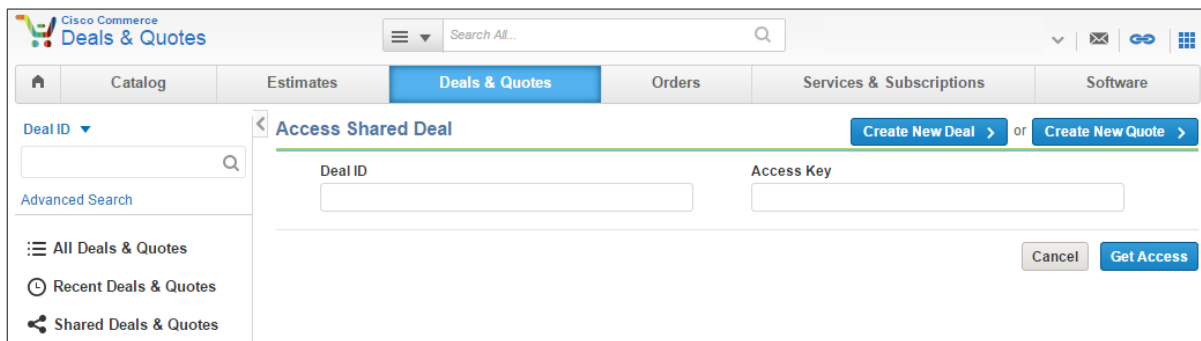 Cisco Commerce
Deals & Quotes
Search All...
Catalog Estimates Deals & Quotes Orders Services & Subscriptions Software
Deal ID
Access Shared Deal Create New Deal or Create New Quote
Deal ID Access Key
Advanced Search
All Deals & Quotes
Cancel Get Access
Recent Deals & Quotes
Shared Deals & Quotes